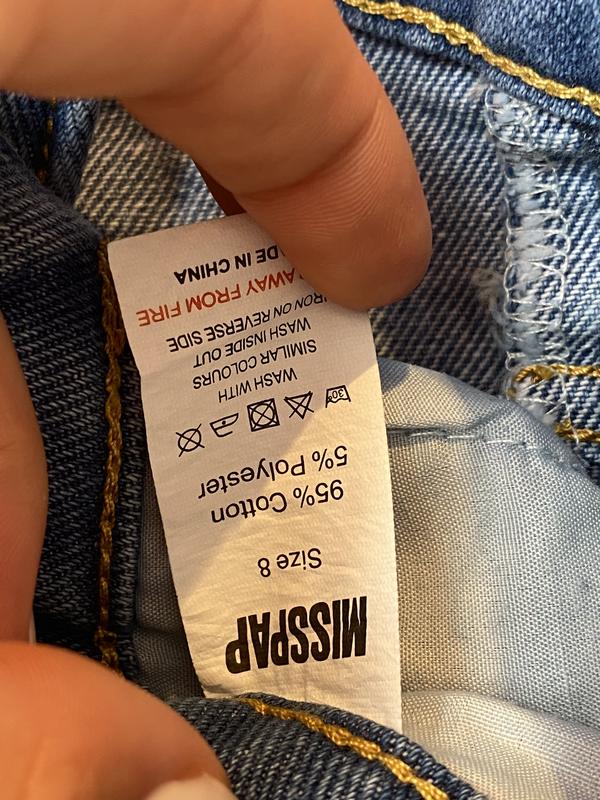 MISSPAP
Size 8
95% Cotton
5% Polyester
30°
WASH WITH
SIMILAR COLOURS
WASH INSIDE OUT
IRON ON REVERSE SIDE
AWAY FROM FIRE
IN CHINA